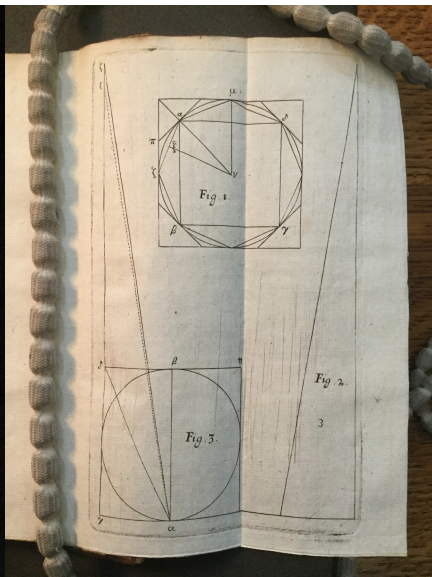 ζ
ε
μ
α δ
π
ξ
ζ
ν
Fig. 1.
β γ
δ β π
Fig. 2.
3
Fig. 3.
γ α